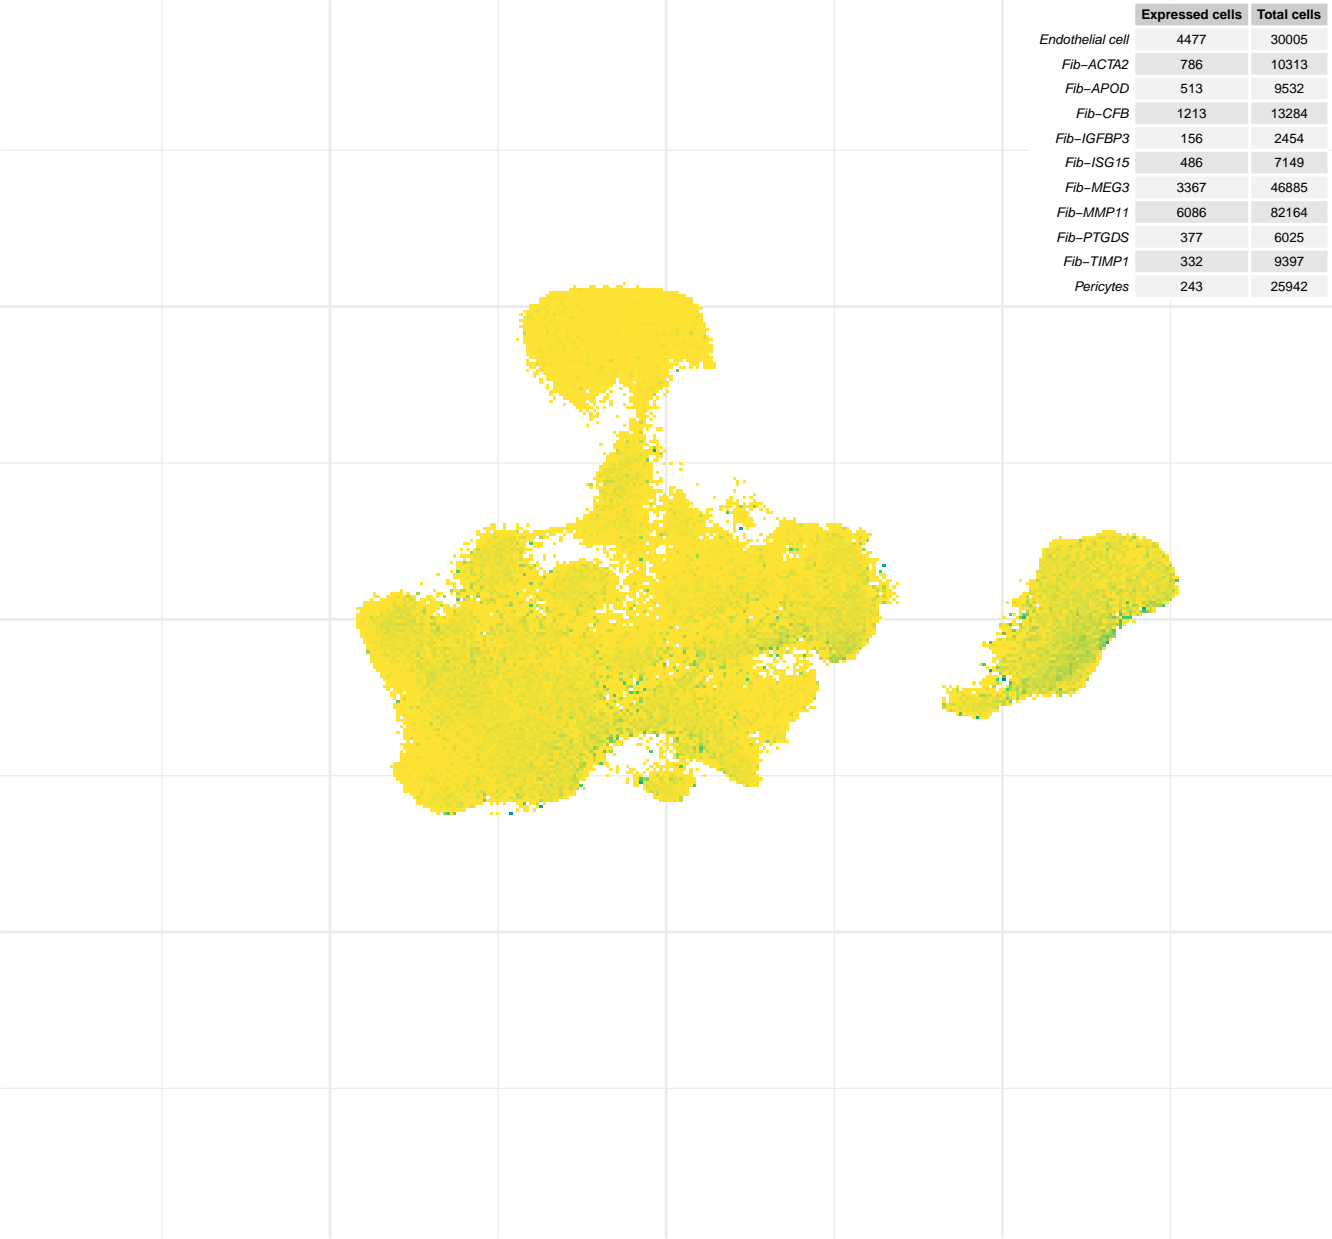 Expressed cells Total cells
Endothelial cell 4477 30005
Fib−ACTA2 786 10313
Fib−APOD 513 9532
Fib−CFB 1213 13284
Fib−IGFBP3 156 2454
Fib−ISG15 486 7149
Fib−MEG3 3367 46885
Fib−MMP11 6086 82164
Fib−PTGDS 377 6025
Fib−TIMP1 332 9397
Pericytes 243 25942